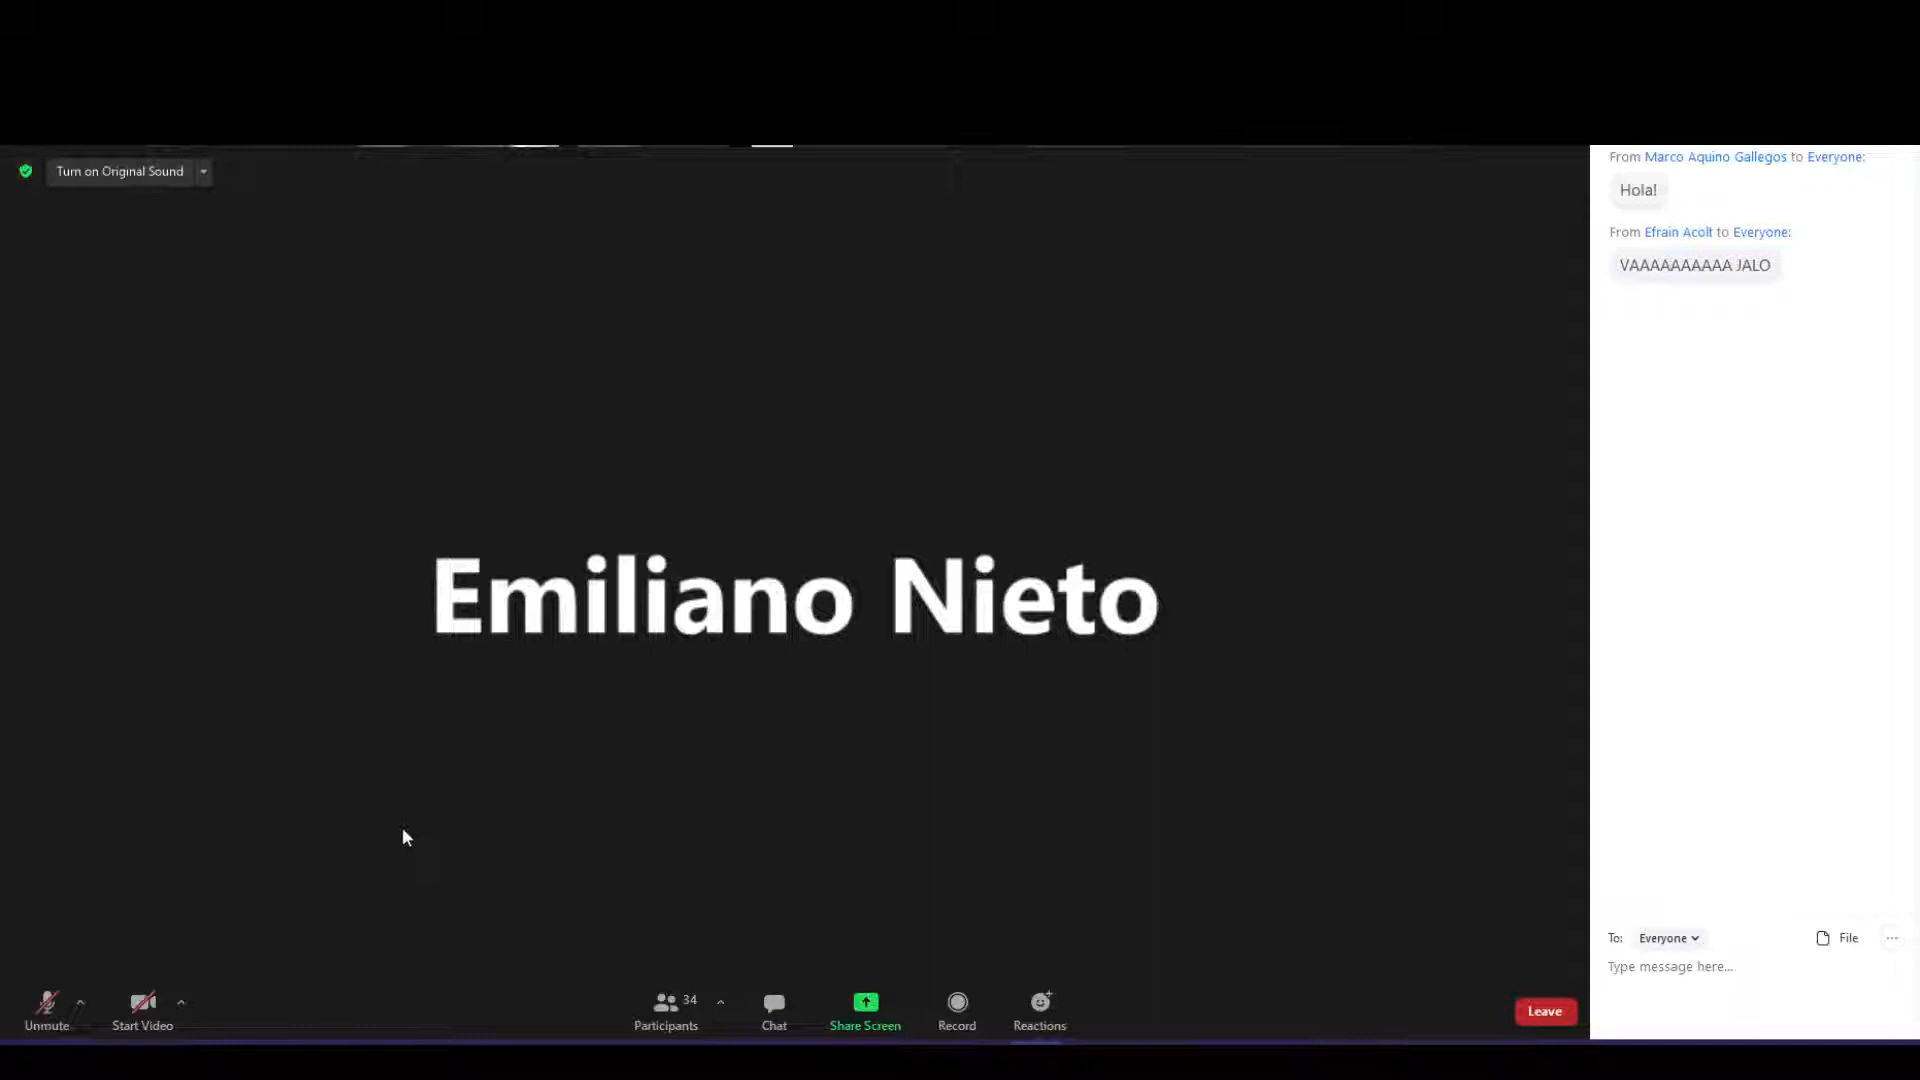 Turn on Original Sound
From Marco Aquino Gallegos to Everyone:
Hola!
From Efrain Acolt to Everyone:
VAAAAAAAAAA JALO
Emiliano Nieto
To: Everyone File ...
Type message here...
34
Unmute Start Video Participants Chat Share Screen Record Reactions Leave